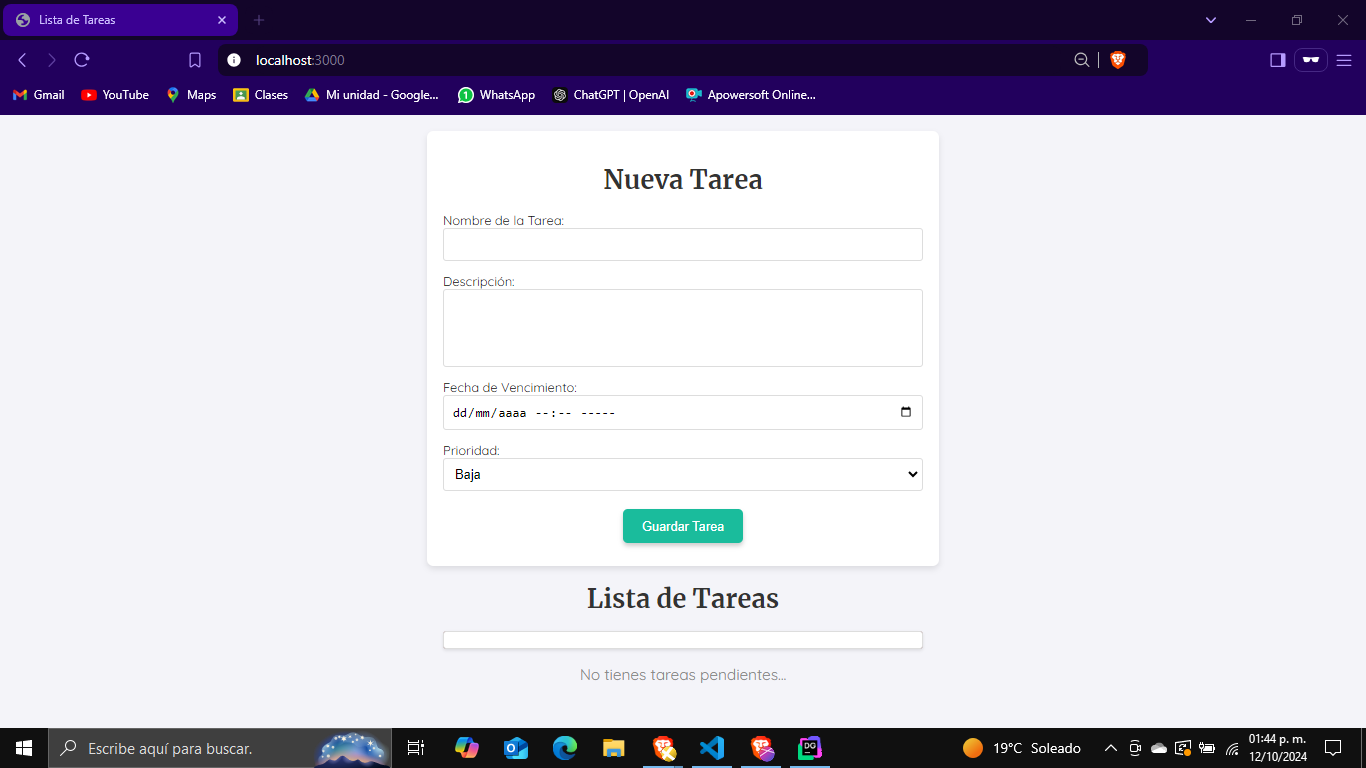 Lista de Tareas
localhost:3000
Gmail YouTube Maps Clases Mi unidad - Google... WhatsApp ChatGPT | OpenAI Apowersoft Online...
Nueva Tarea
Nombre de la Tarea:
Descripción:
Fecha de Vencimiento:
dd/mm/aaaa --:-- -----
Prioridad:
Baja
Guardar Tarea
Lista de Tareas
No tienes tareas pendientes...
Escribe aquí para buscar.
19°C Soleado
01:44 p. m.
12/10/2024